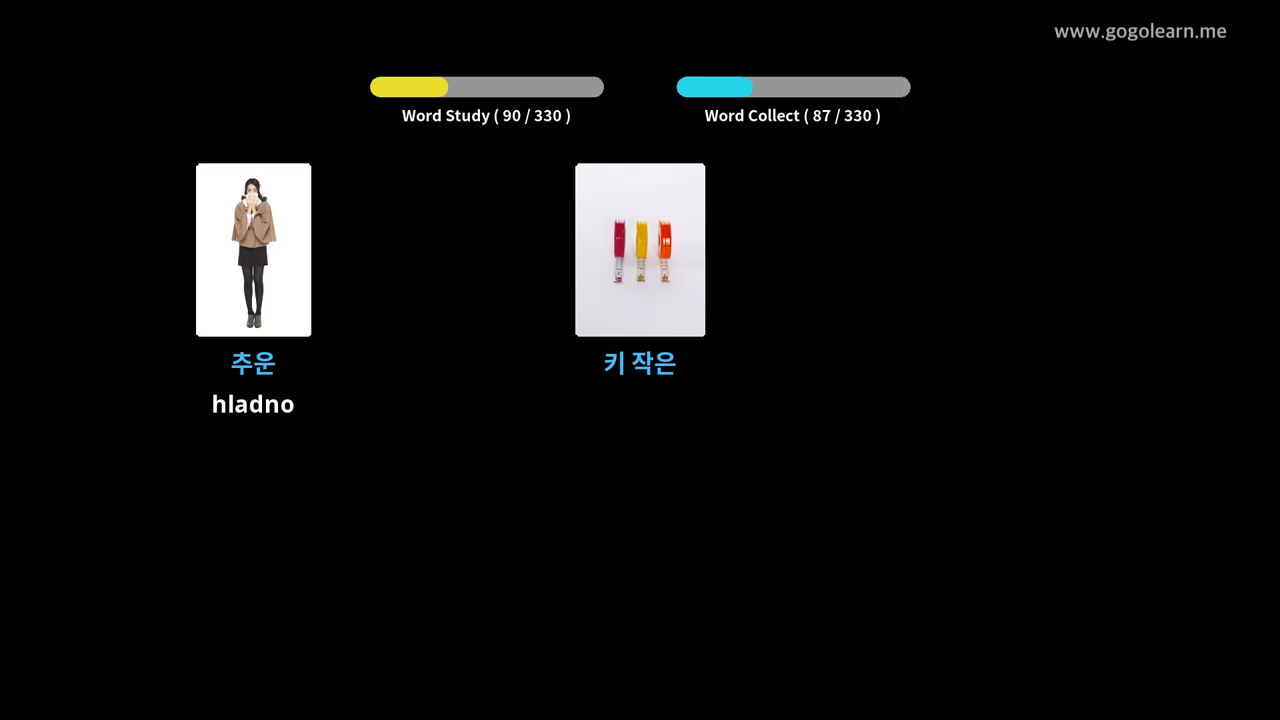 www.gogolearn.me
Word Study ( 90 / 330 )
Word Collect ( 87 / 330 )
추운
키 작은
hladno